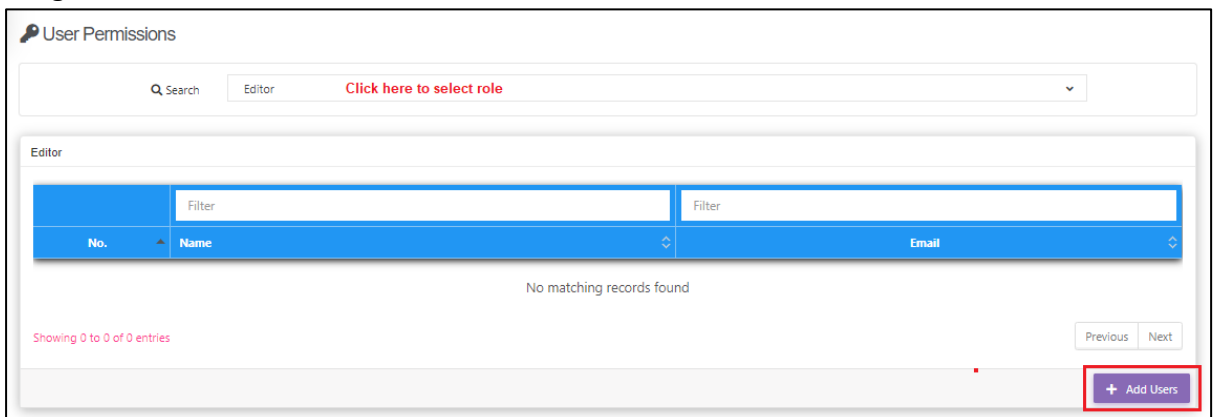 User Permissions
Search Editor Click here to select role
Editor
Filter Filter
No. Name Email
No matching records found
Showing 0 to 0 of 0 entries
Previous Next
+ Add Users